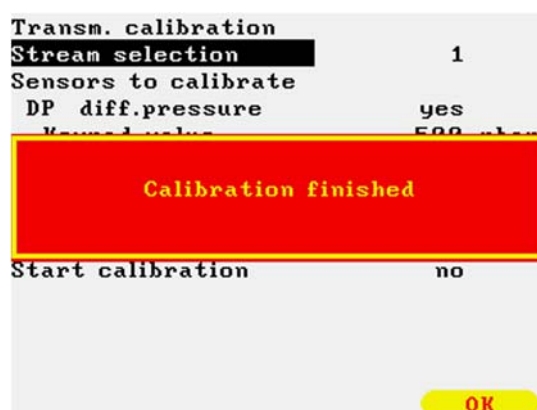 Transm. calibration
Stream selection 1
Sensors to calibrate
DP diff.pressure yes
Calibration finished
Start calibration no
OK